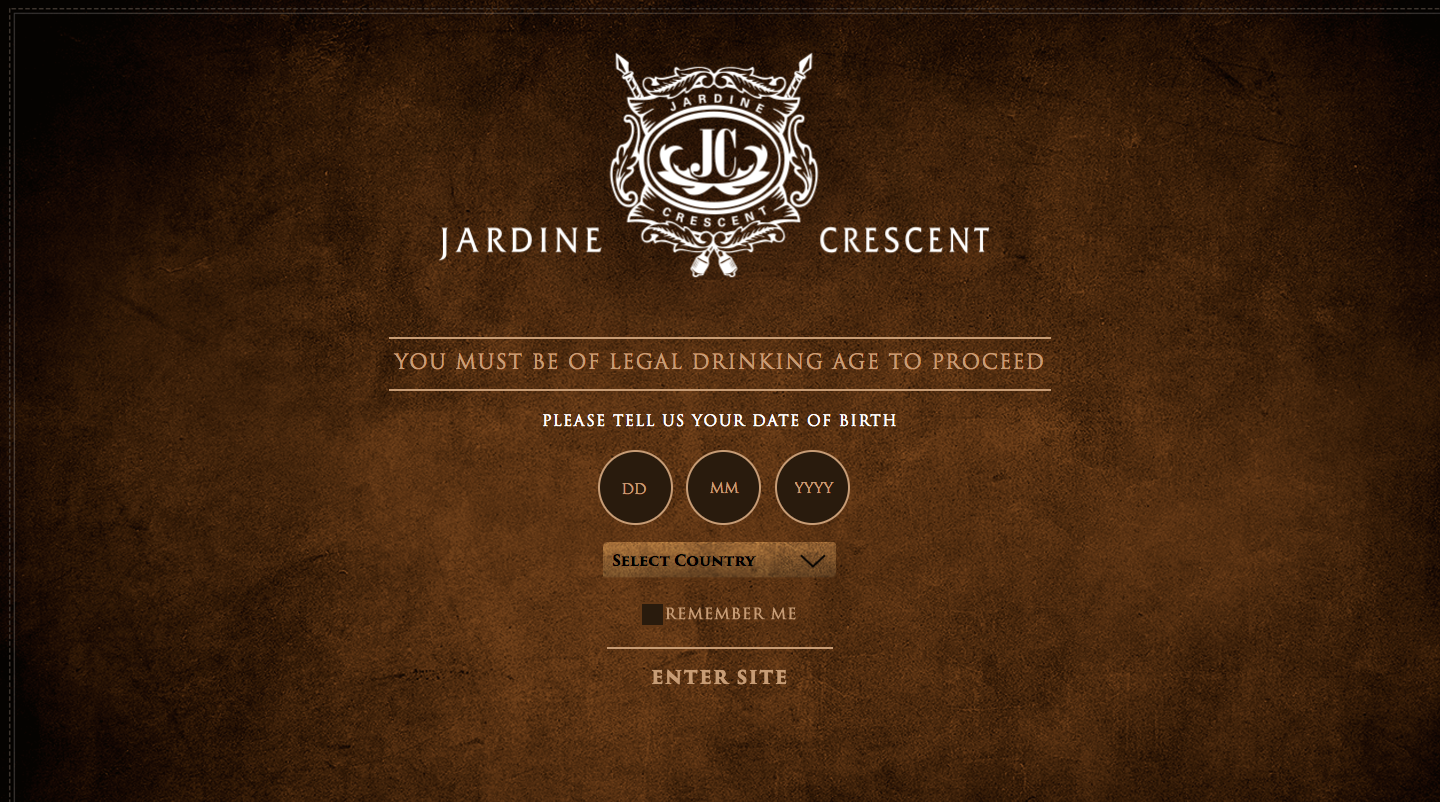 JARDINE
JC
CRESCENT
JARDINE CRESCENT
YOU MUST BE OF LEGAL DRINKING AGE TO PROCEED
PLEASE TELL US YOUR DATE OF BIRTH
DD MM YYYY
SELECT COUNTRY
REMEMBER ME
ENTER SITE